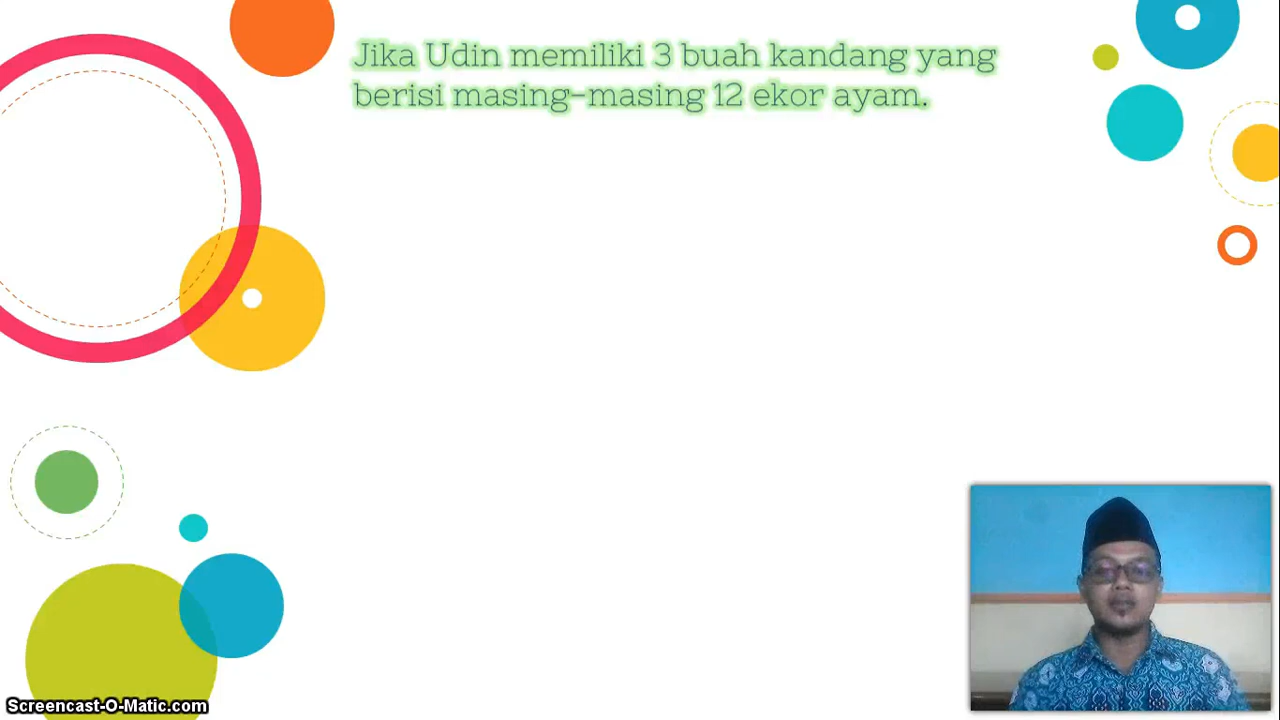 Jika Udin memiliki 3 buah kandang yang
berisi masing-masing 12 ekor ayam.
Screencast-O-Matic.com